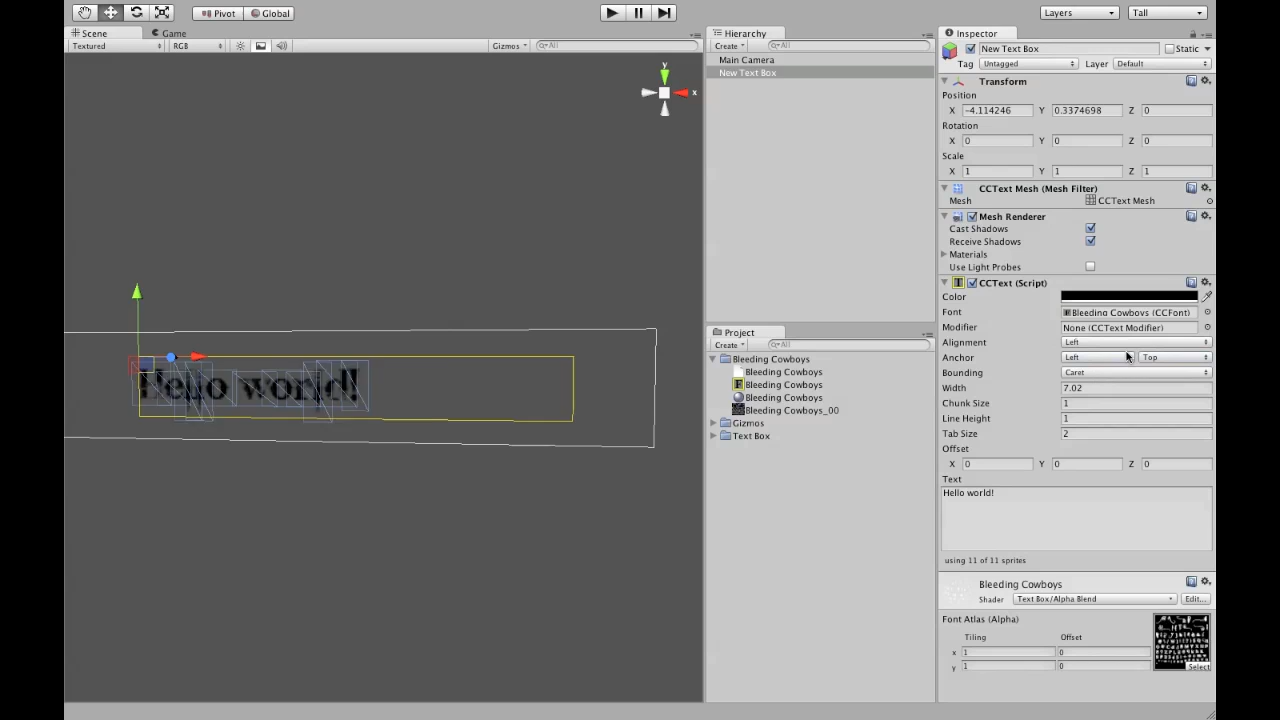 Pivot Global Layers Tall
Scene Game Hierarchy Inspector
Textured RGB Gizmos All Create All
New Text Box Static
Tag Untagged Layer Default
Main Camera
New Text Box
y
x
Transform
Position
X -4.114246 Y 0.3374698 Z 0
Rotation
X 0 Y 0 Z 0
Scale
X 1 Y 1 Z 1
CCText Mesh (Mesh Filter)
Mesh CCText Mesh
Mesh Renderer
Cast Shadows
Receive Shadows
Materials
Use Light Probes
CCText (Script)
Color
Font Bleeding Cowboys (CCFont)
Modifier None (CCText Modifier)
Alignment Left
Anchor Left Top
Bounding Caret
Width 7.02
Chunk Size 1
Line Height 1
Tab Size 2
Offset
X 0 Y 0 Z 0
Text
Hello world!
using 11 of 11 sprites
Bleeding Cowboys
Shader Text Box/Alpha Blend Edit...
Font Atlas (Alpha)
Tiling Offset
x 1 0
y 1 0
Select
Project
Create All
Bleeding Cowboys
Bleeding Cowboys
Bleeding Cowboys
Bleeding Cowboys
Bleeding Cowboys_00
Gizmos
Text Box
Hello world!